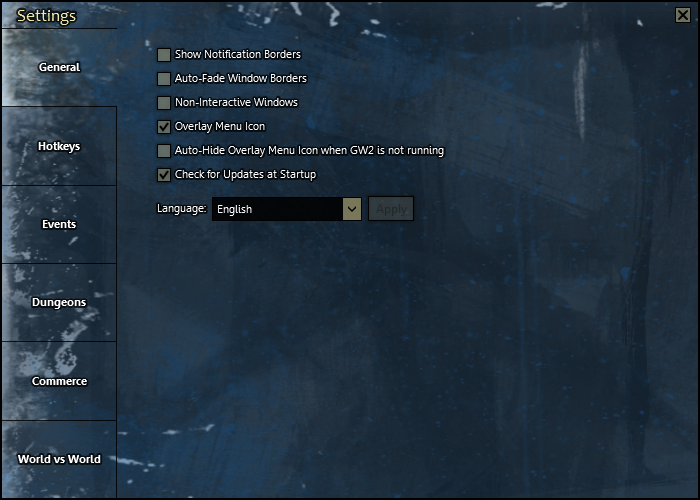 Settings
General
Hotkeys
Events
Dungeons
Commerce
World vs World
Show Notification Borders
Auto-Fade Window Borders
Non-Interactive Windows
Overlay Menu Icon
Auto-Hide Overlay Menu Icon when GW2 is not running
Check for Updates at Startup
Language: English Apply